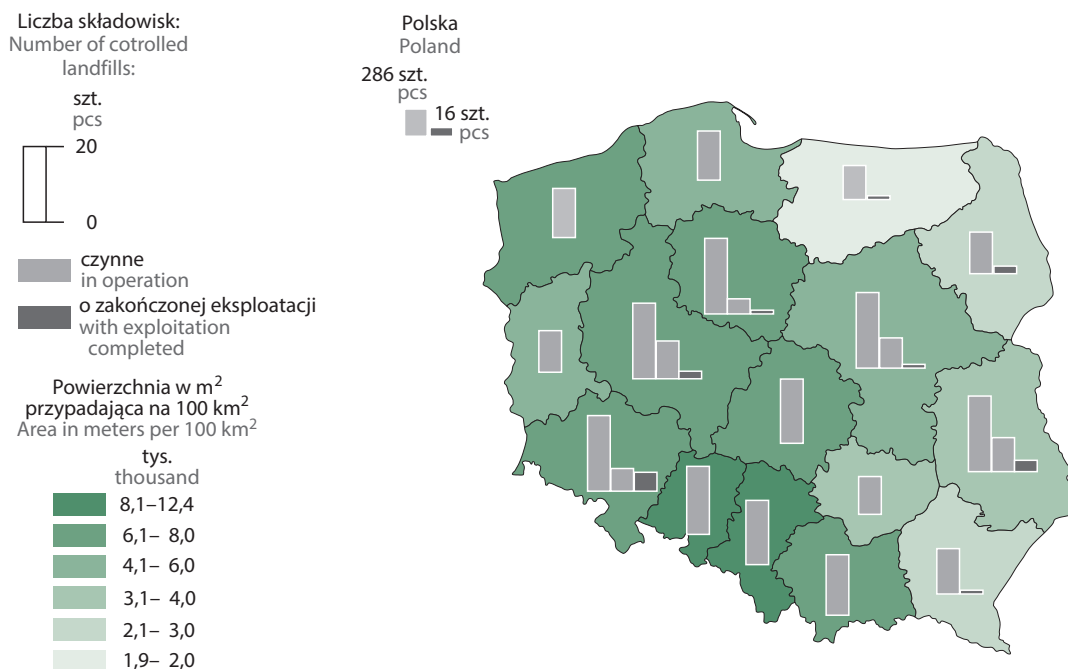 Liczba składowisk:
Number of cotrolled
landfills:
szt.
pcs
20
0
czynne
in operation
o zakończonej eksploatacji
with exploitation
completed
Powierzchnia w m²
przypadająca na 100 km²
Area in meters per 100 km²
tys.
thousand
8,1–12,4
6,1– 8,0
4,1– 6,0
3,1– 4,0
2,1– 3,0
1,9– 2,0
Polska
Poland
286 szt.
pcs
16 szt.
pcs